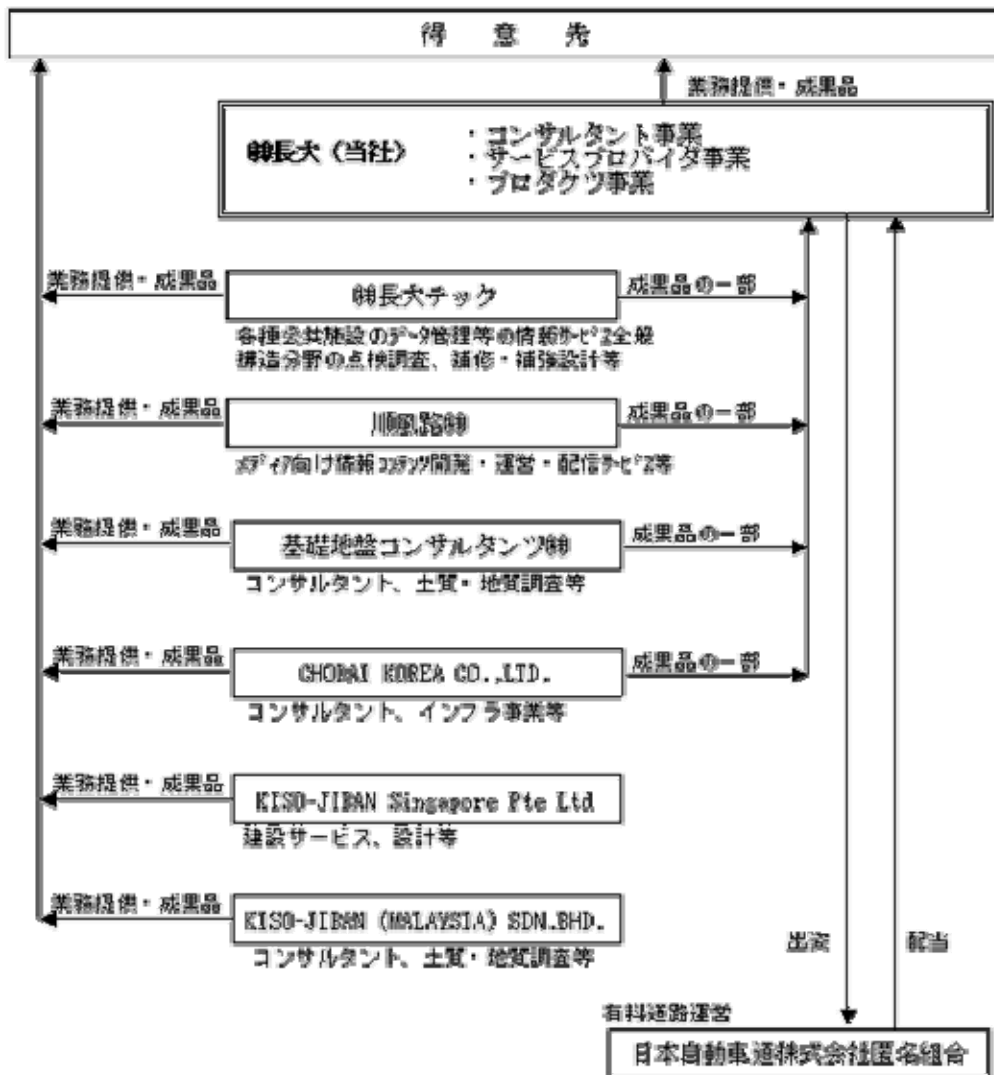 得意先
業務提供・成果品
㈱長大（当社）
・コンサルタント事業
・サービスプロバイダ事業
・プロダクツ事業
業務提供・成果品
㈱長大テック
成果品の一部
各種公共施設のデータ管理等の情報サービス全般
構造分野の点検調査、補修・補強設計等
業務提供・成果品
順風路㈱
成果品の一部
メディア向け情報コンテンツ開発・運営・配信サービス等
業務提供・成果品
基礎地盤コンサルタンツ㈱
成果品の一部
コンサルタント、土質・地質調査等
業務提供・成果品
CHODAI KOREA CO.,LTD.
成果品の一部
コンサルタント、インフラ事業等
業務提供・成果品
KISO-JIBAN Singapore Pte Ltd
建設サービス、設計等
業務提供・成果品
KISO-JIBAN (MALAYSIA) SDN.BHD.
コンサルタント、土質・地質調査等
出資
配当
有料道路運営
日本自動車道株式会社匿名組合